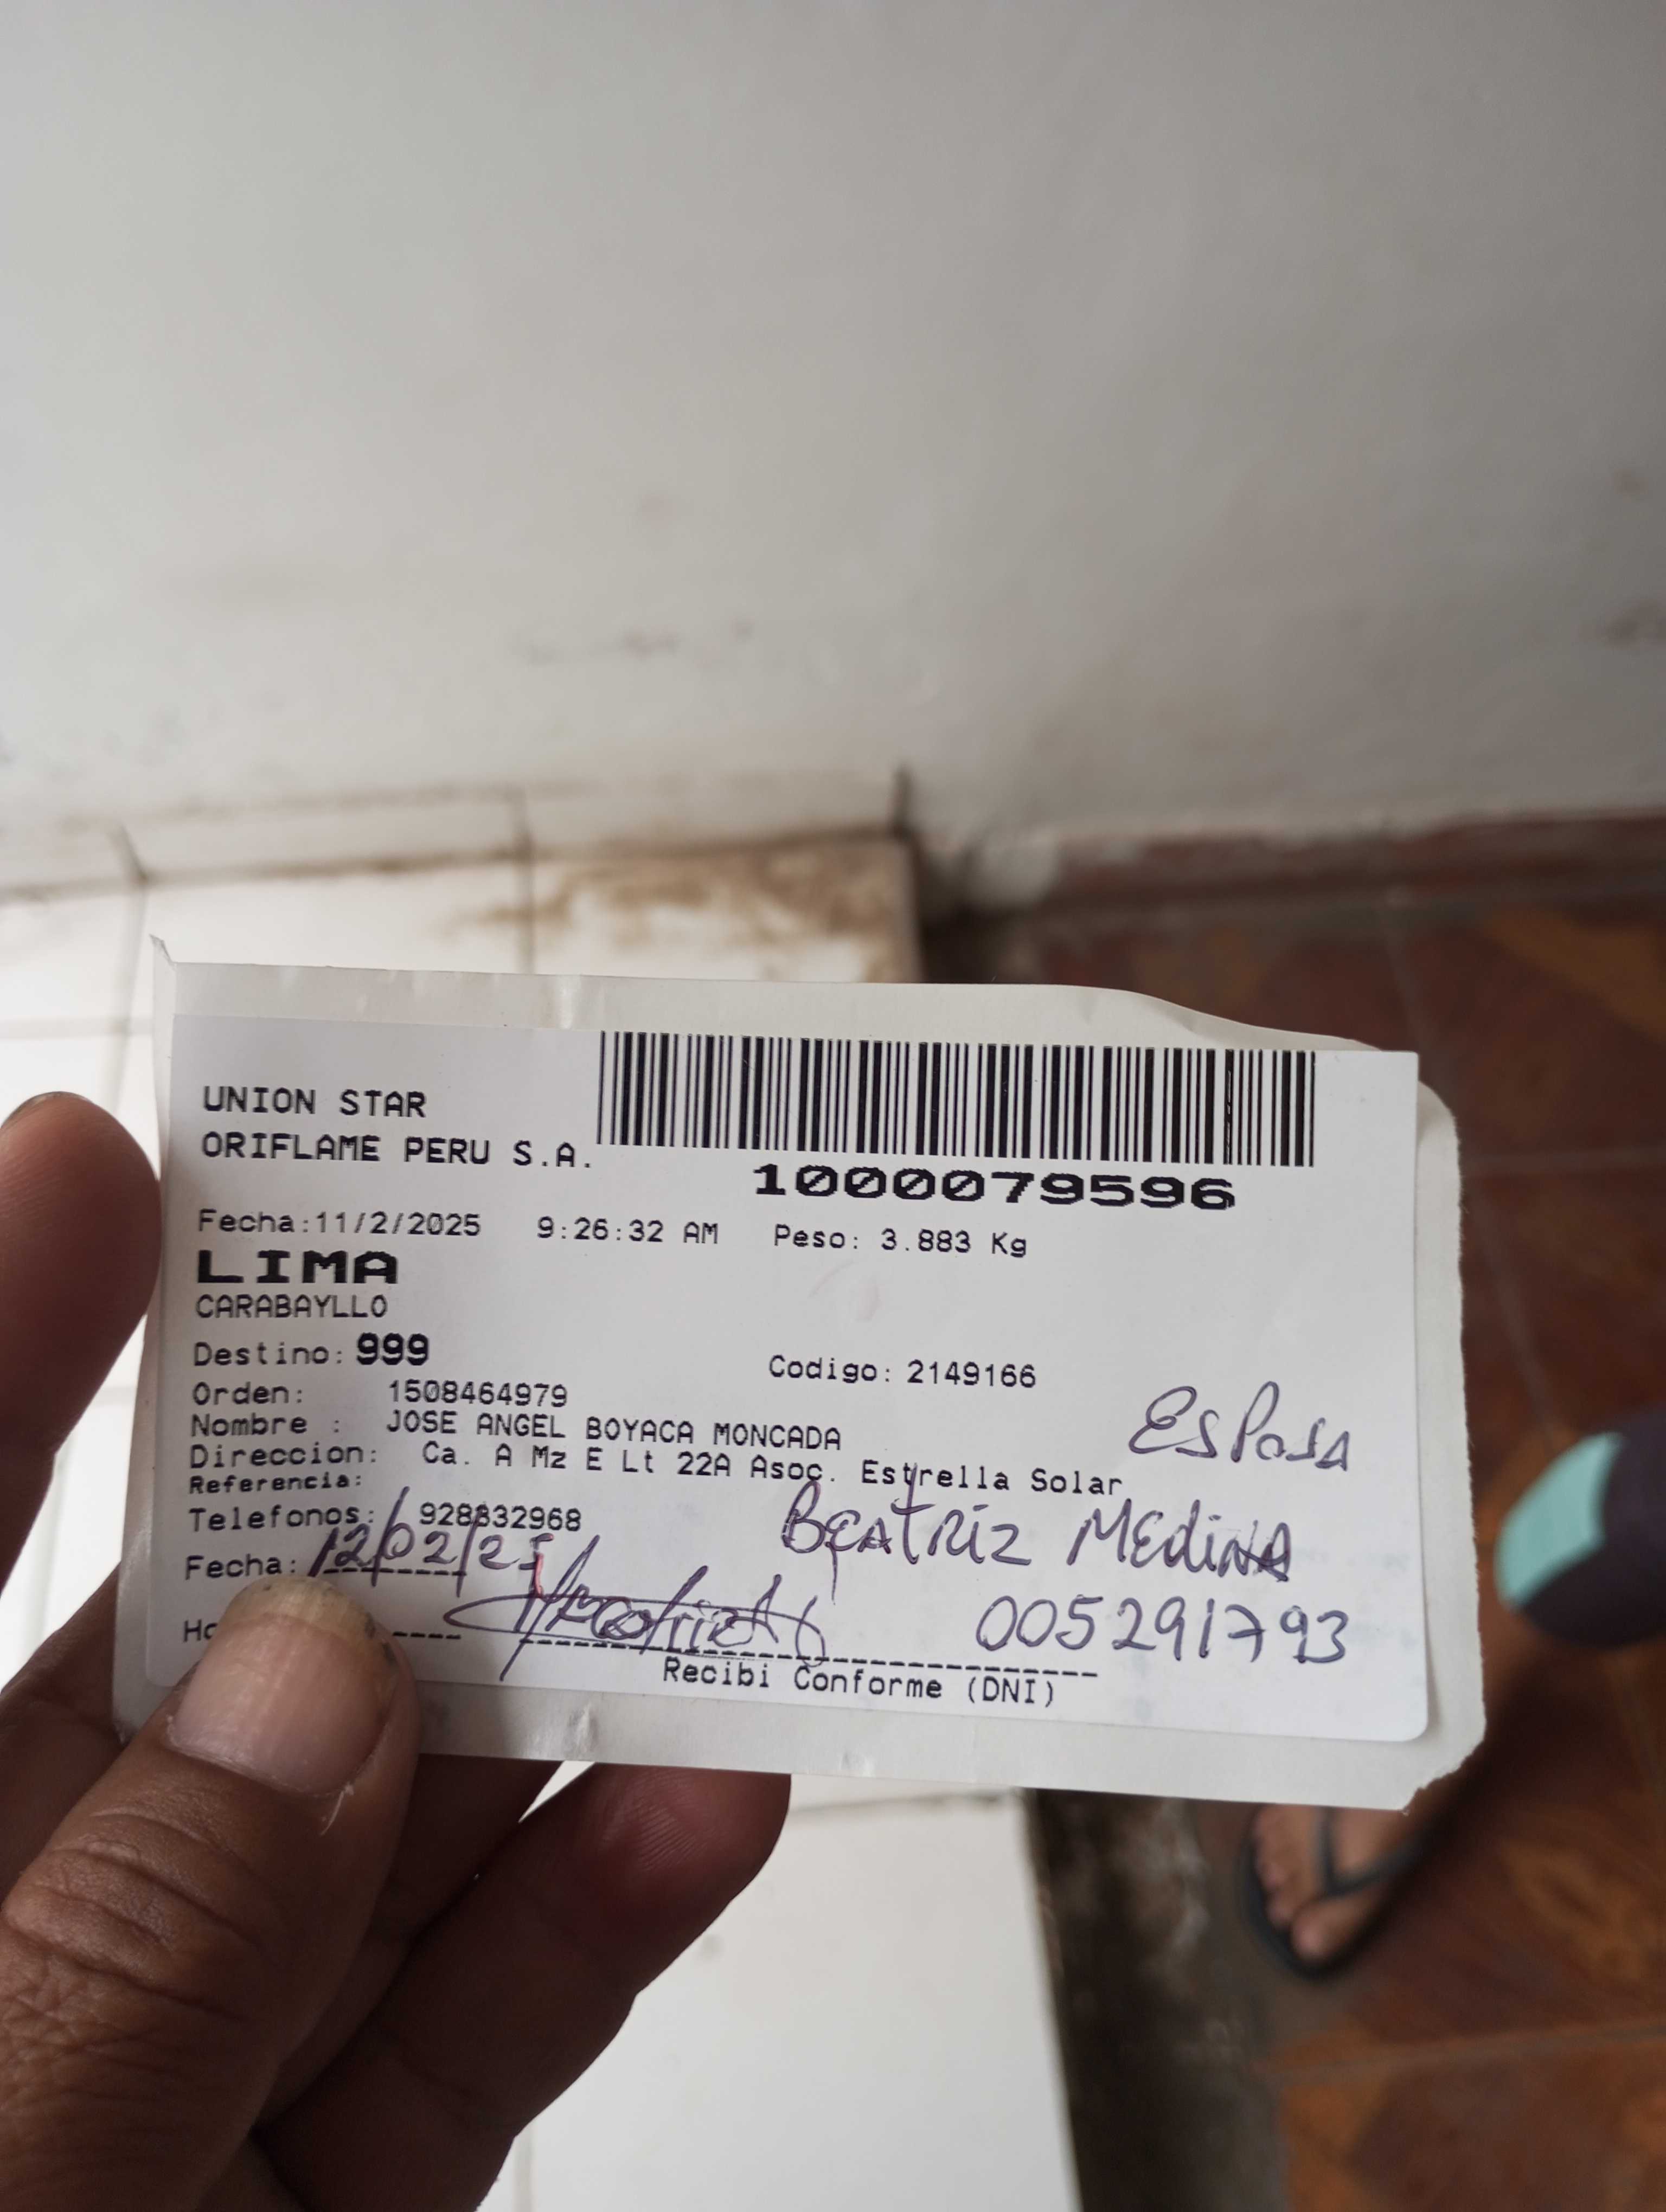 UNION STAR
ORIFLAME PERU S.A.
1000079596
Fecha:11/2/2025 9:26:32 AM Peso: 3.883 Kg
LIMA
CARABAYLLO
Destino: 999
Codigo: 2149166
Orden: 1508464979
Nombre : JOSE ANGEL BOYACA MONCADA
Esposa
Direccion: Ca. A Mz E Lt 22A Asoc. Estrella Solar
Referencia:
Telefonos: 928832968
Beatriz Medina
Fecha: 12/02/25
005291793
Ho
Recibi Conforme (DNI)